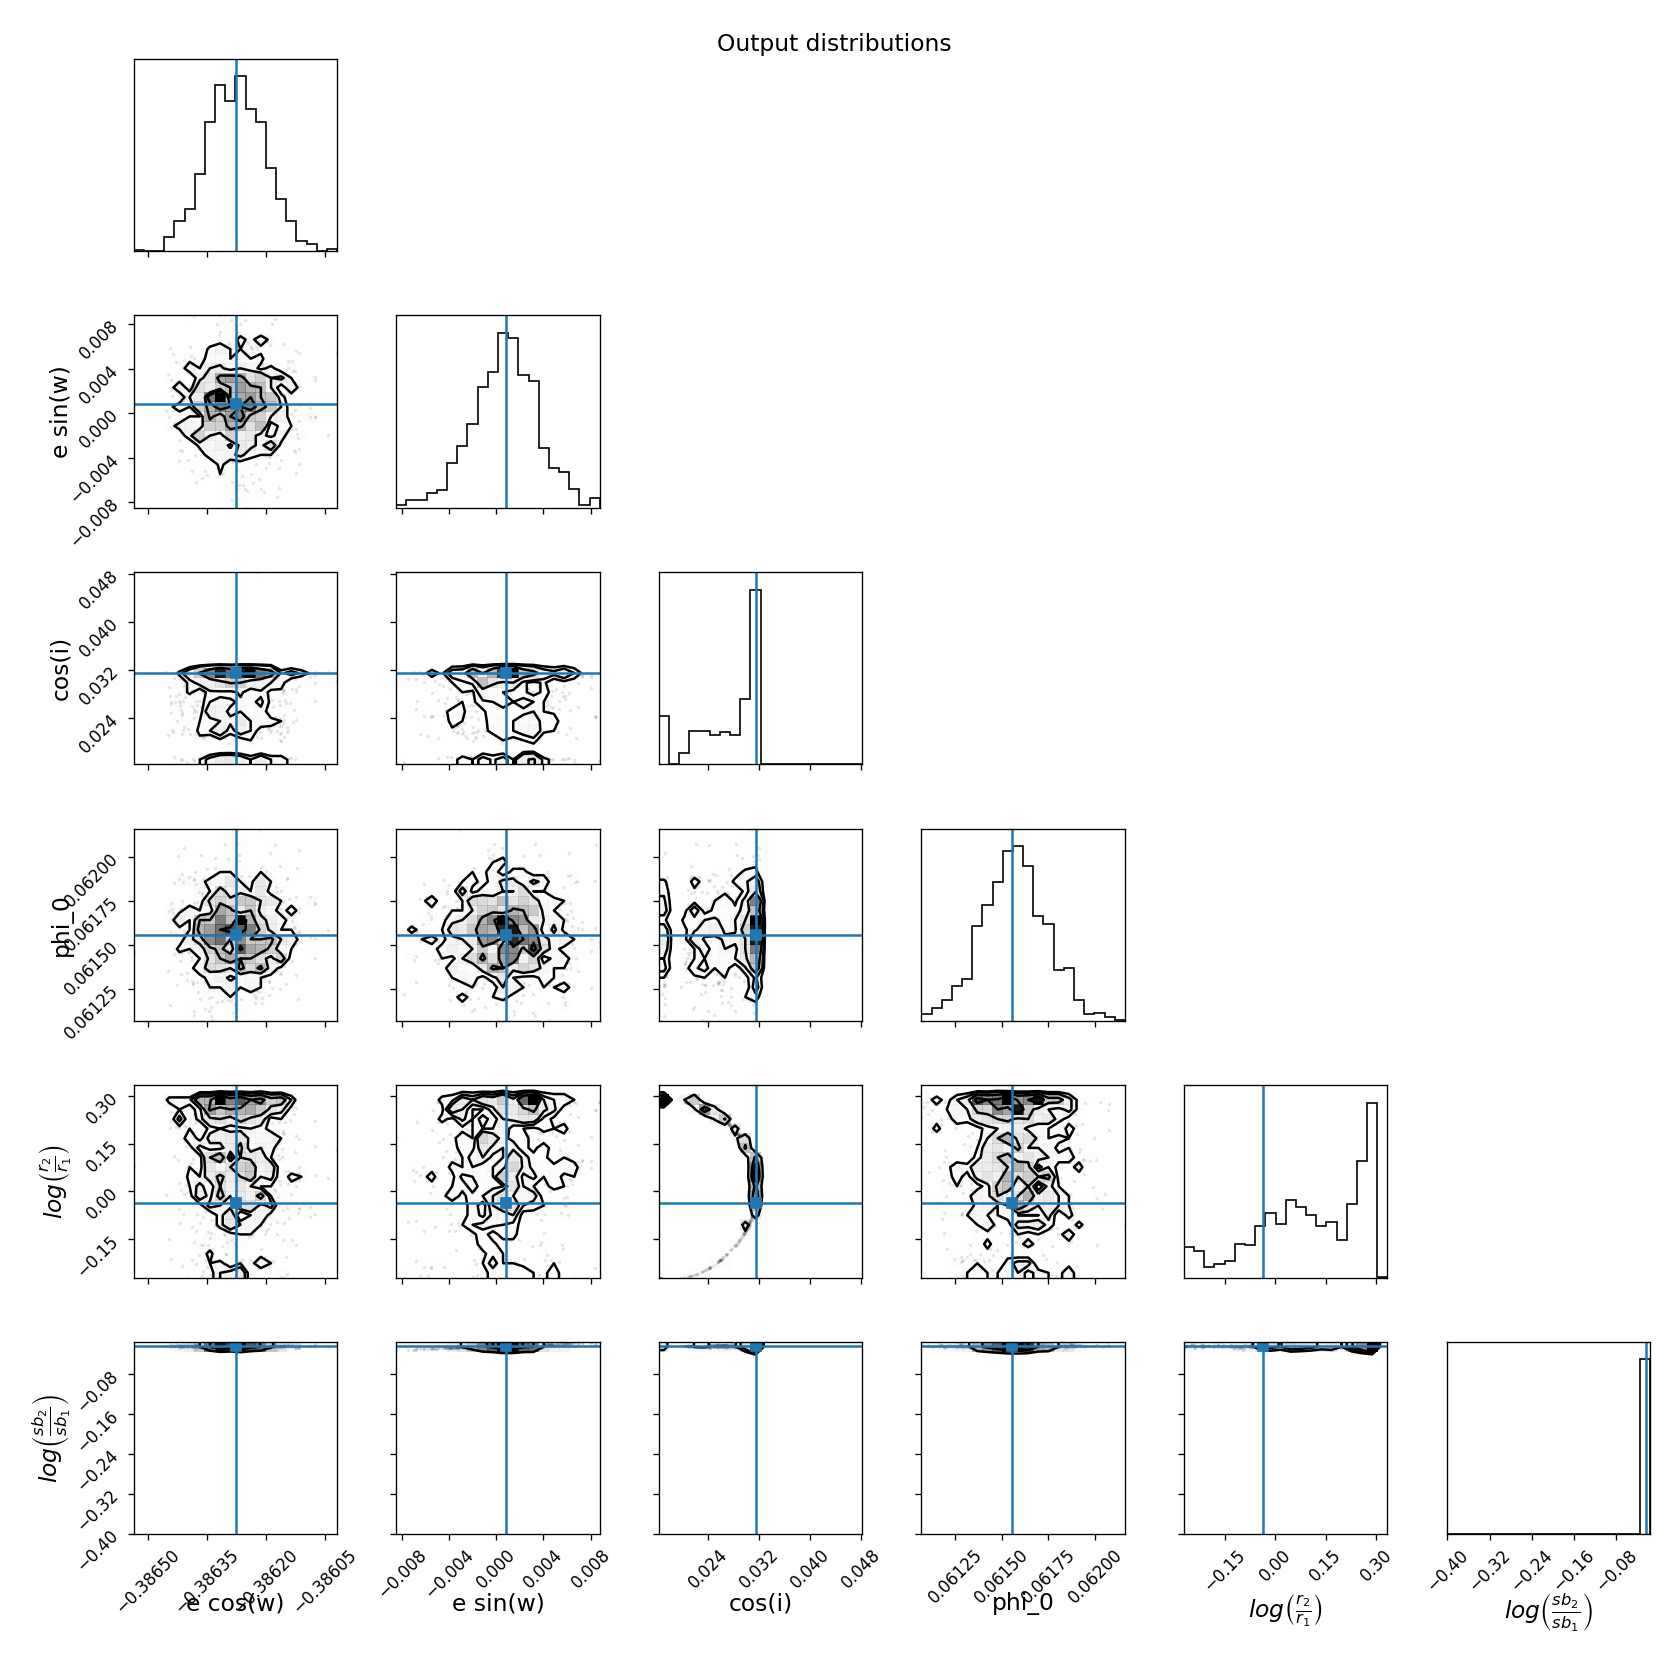 Output distributions
e sin(w)
0.008
0.004
0.000
−0.004
−0.008
cos(i)
0.048
0.040
0.032
0.024
phi_0
0.06200
0.06175
0.06150
0.06125
log(r2/r1)
0.30
0.15
0.00
−0.15
log(sb2/sb1)
−0.08
−0.16
−0.24
−0.32
−0.40
−0.38650 −0.38635 −0.38620 −0.38605
e cos(w)
−0.008 −0.004 0.000 0.004 0.008
e sin(w)
0.024 0.032 0.040 0.048
cos(i)
0.06125 0.06150 0.06175 0.06200
phi_0
−0.15 0.00 0.15 0.30
log(r2/r1)
−0.40 −0.32 −0.24 −0.16 −0.08
log(sb2/sb1)